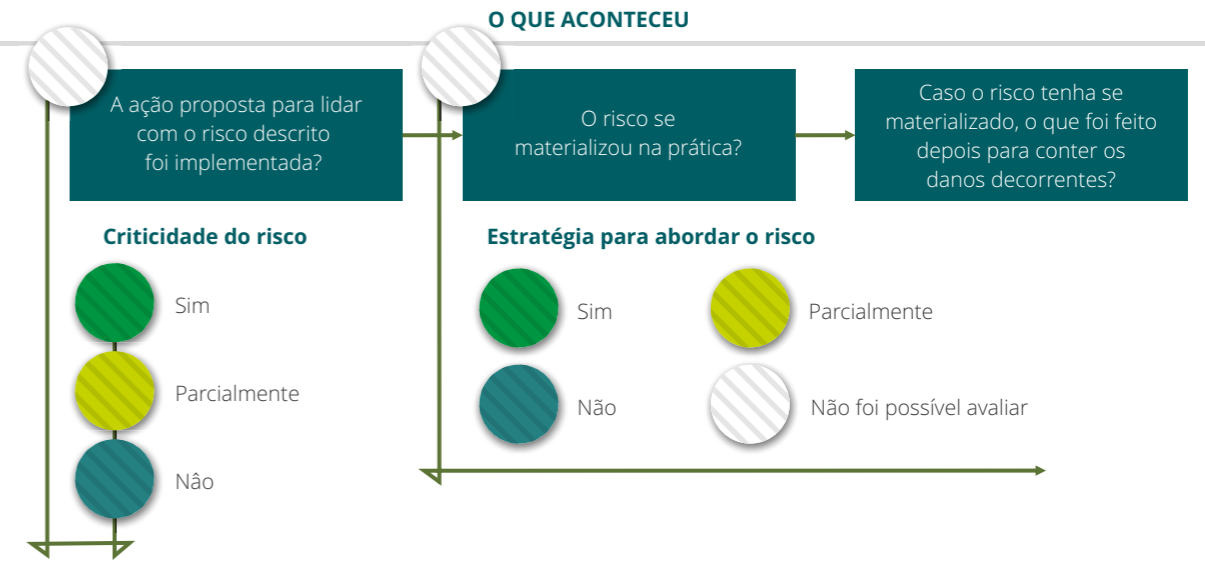 O QUE ACONTECEU
A ação proposta para lidar
com o risco descrito
foi implementada?
O risco se
materializou na prática?
Caso o risco tenha se
materializado, o que foi feito
depois para conter os
danos decorrentes?
Criticidade do risco
Sim
Parcialmente
Nâo
Estratégia para abordar o risco
Sim
Parcialmente
Não
Não foi possível avaliar